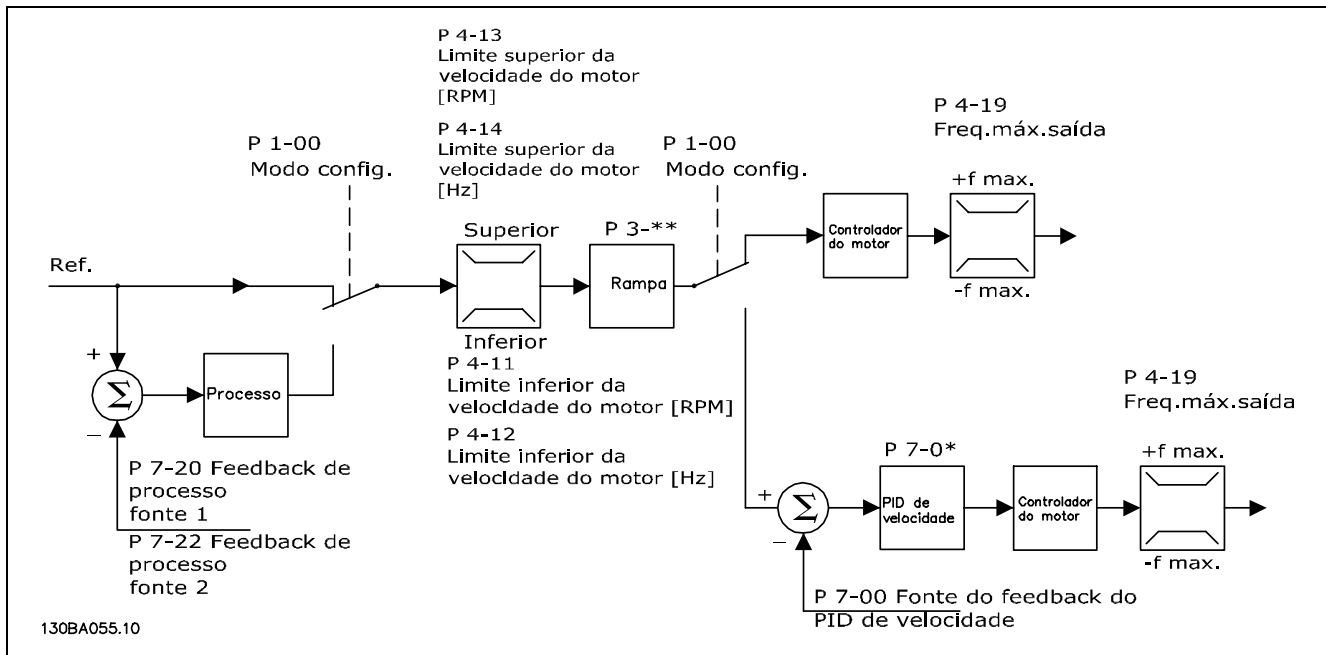 P 4-13
Limite superior da
velocidade do motor
[RPM]
P 4-14
Limite superior da
velocidade do motor
[Hz]
P 1-00
Modo config.
P 1-00
Modo config.
P 4-19
Freq.máx.saída
+f max.
-f max.
Superior
Inferior
P 3-**
Rampa
Controlador
do motor
Ref.
+
Σ
−
Processo
P 4-11
Limite inferior da
velocidade do motor [RPM]
P 4-12
Limite inferior da
velocidade do motor [Hz]
P 7-20 Feedback de
processo
fonte 1
P 7-22 Feedback de
processo
fonte 2
P 4-19
Freq.máx.saída
+f max.
-f max.
P 7-0*
+
Σ
−
PID de
velocidade
Controlador
do motor
P 7-00 Fonte do feedback do
PID de velocidade
130BA055.10